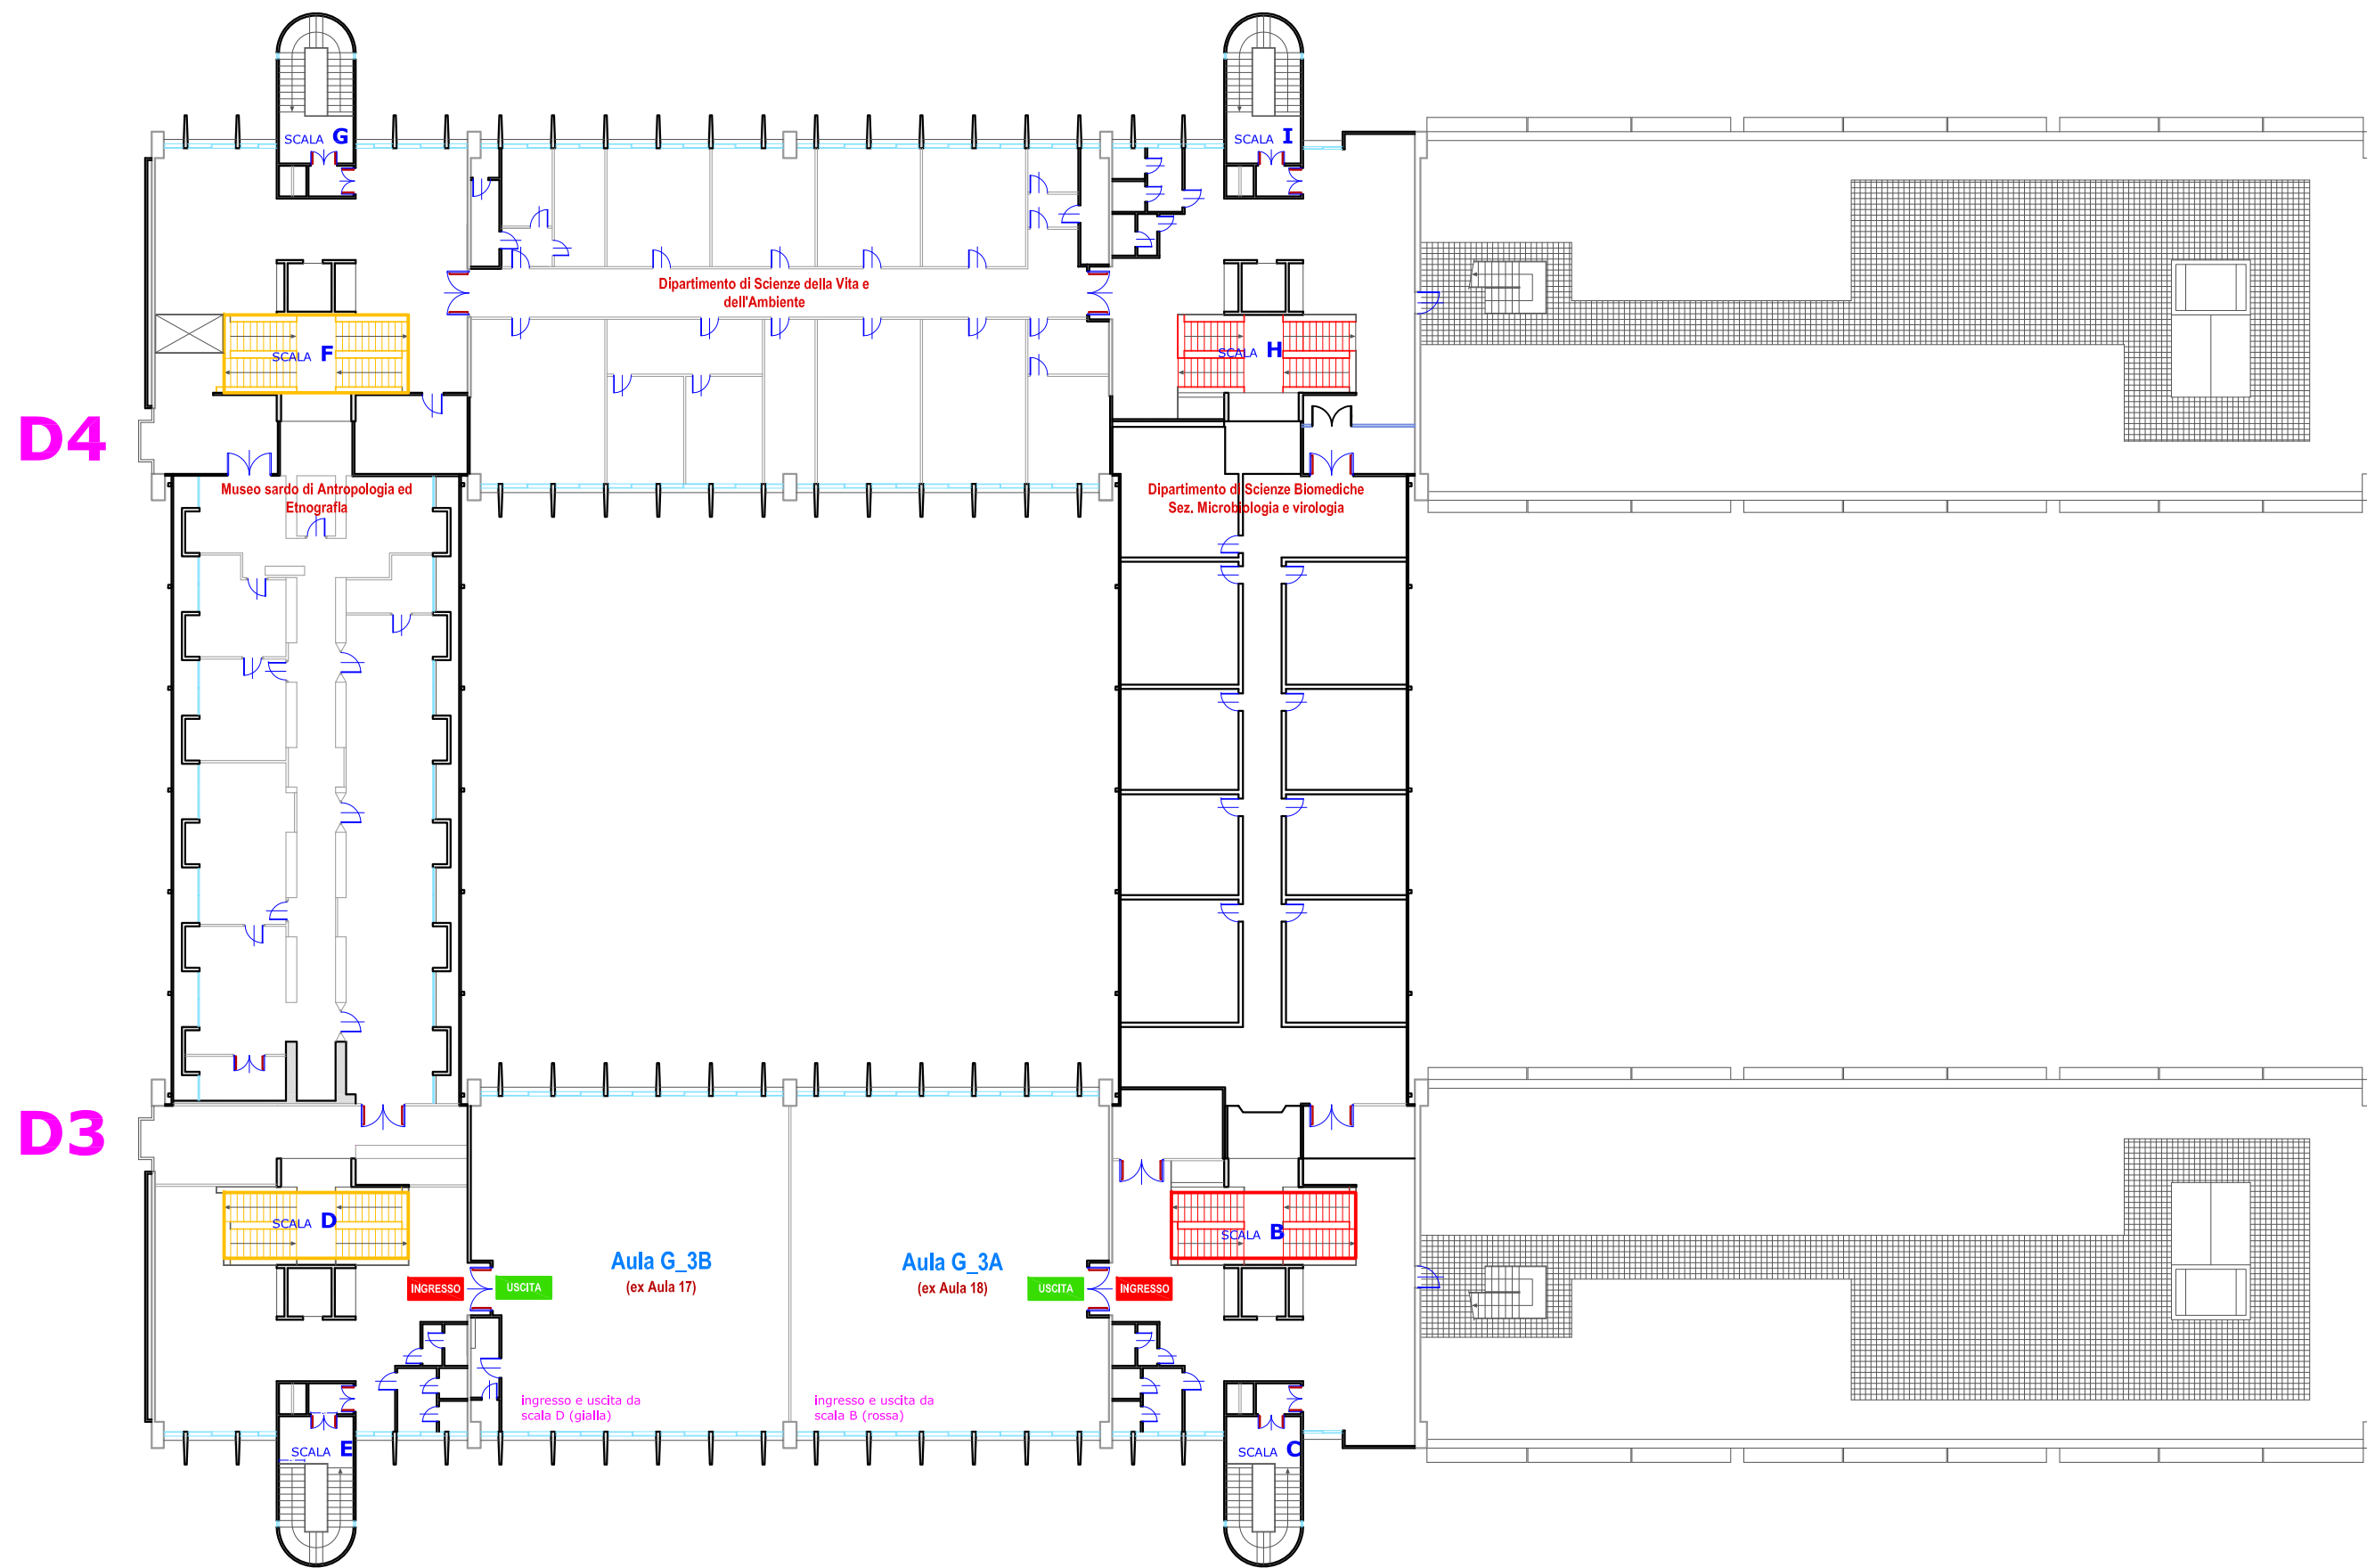 SCALA G
SCALA I
Dipartimento di Scienze della Vita e
dell'Ambiente
SCALA F
SCALA H
D4
Museo sardo di Antropologia ed
Etnografia
Dipartimento di Scienze Biomediche
Sez. Microbiologia e virologia
D3
SCALA D
SCALA B
Aula G_3B
(ex Aula 17)
Aula G_3A
(ex Aula 18)
INGRESSO
USCITA
USCITA
INGRESSO
ingresso e uscita da
scala D (gialla)
ingresso e uscita da
scala B (rossa)
SCALA E
SCALA C